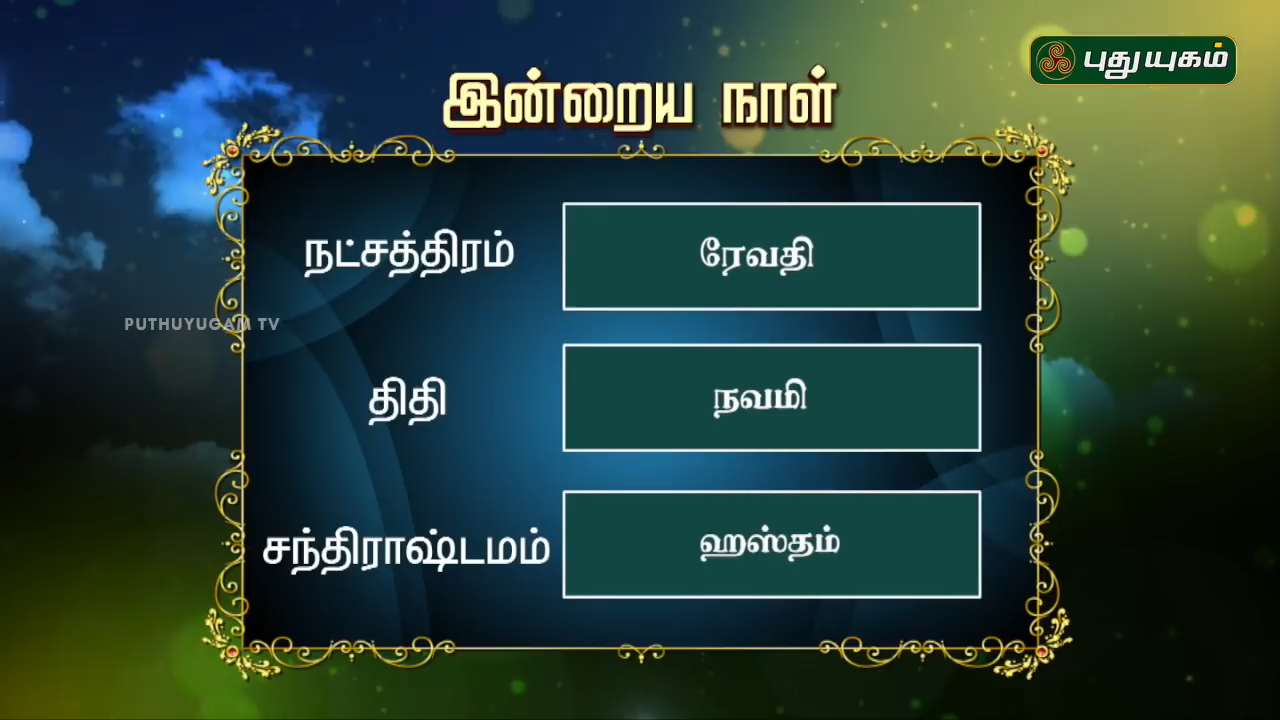 புதுயுகம்
இன்றைய நாள்
நட்சத்திரம் ரேவதி
PUTHUYUGAM TV
திதி நவமி
சந்திராஷ்டமம் ஹஸ்தம்